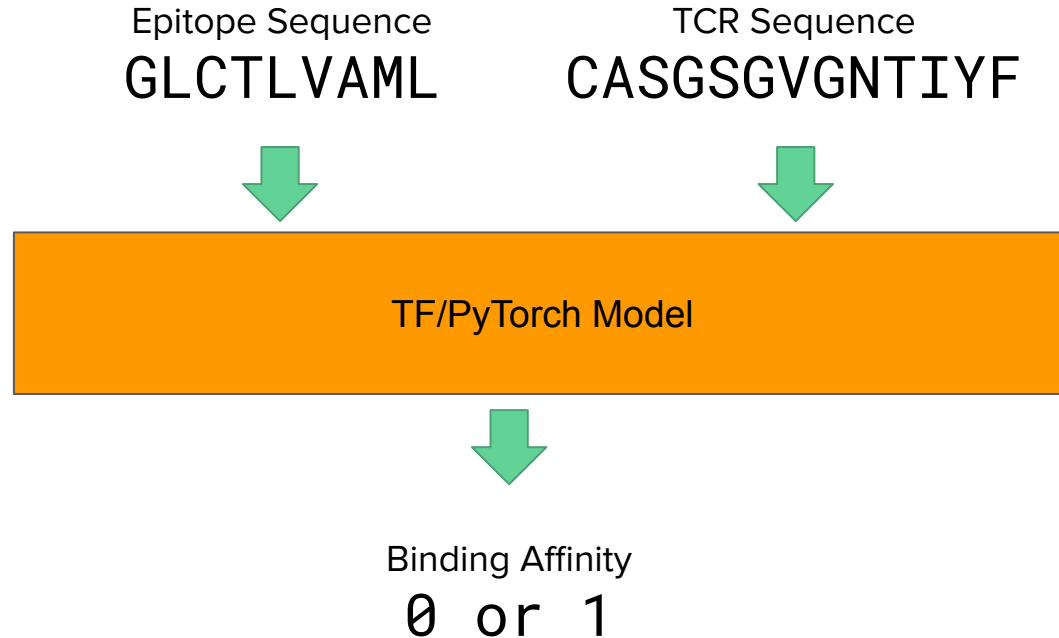 Epitope Sequence
TCR Sequence
GLCTLVAML
CASGSGVGNTIYF
TF/PyTorch Model
Binding Affinity
0 or 1